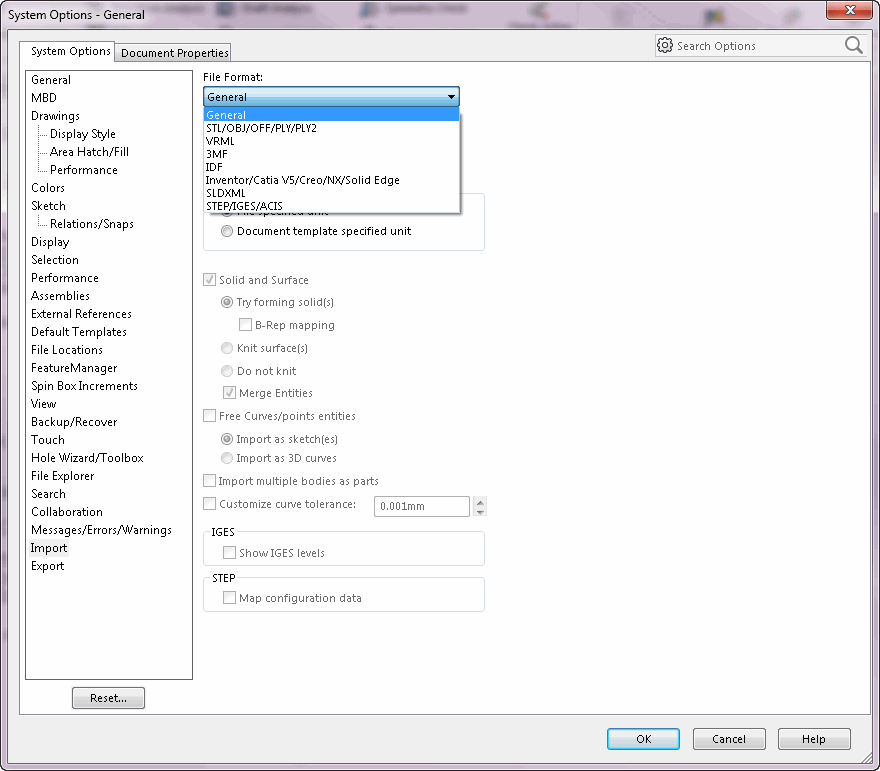 System Options - General
System Options
Document Properties
Search Options
General
MBD
Drawings
Display Style
Area Hatch/Fill
Performance
Colors
Sketch
Relations/Snaps
Display
Selection
Performance
Assemblies
External References
Default Templates
File Locations
FeatureManager
Spin Box Increments
View
Backup/Recover
Touch
Hole Wizard/Toolbox
File Explorer
Search
Collaboration
Messages/Errors/Warnings
Import
Export
Reset...
File Format:
General
General
STL/OBJ/OFF/PLY/PLY2
VRML
3MF
IDF
Inventor/Catia V5/Creo/NX/Solid Edge
SLDXML
STEP/IGES/ACIS
File specified unit
Document template specified unit
Solid and Surface
Try forming solid(s)
B-Rep mapping
Knit surface(s)
Do not knit
Merge Entities
Free Curves/points entities
Import as sketch(es)
Import as 3D curves
Import multiple bodies as parts
Customize curve tolerance:
0.001mm
IGES
Show IGES levels
STEP
Map configuration data
OK
Cancel
Help